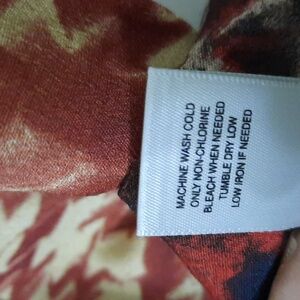 MACHINE WASH COLD
ONLY NON-CHLORINE
BLEACH WHEN NEEDED
TUMBLE DRY LOW
LOW IRON IF NEEDED